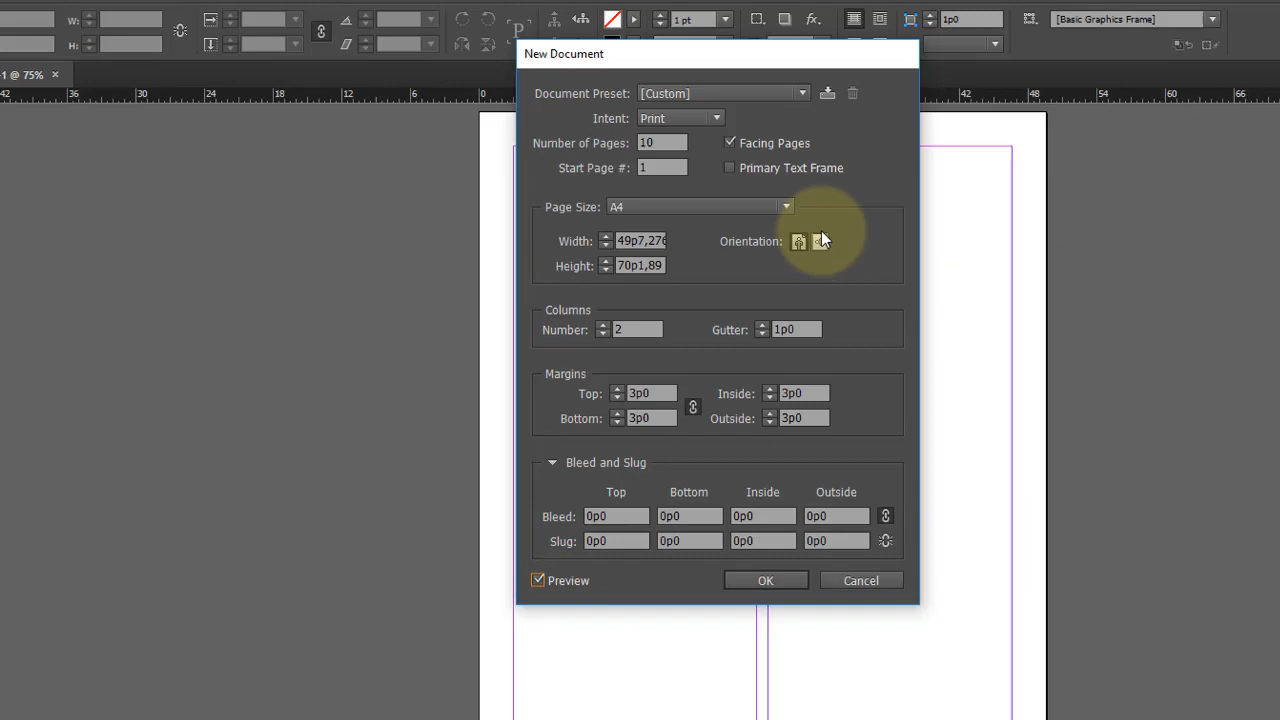 W:
H:
1 pt
fx.
1p0
[Basic Graphics Frame]
P
-1 @ 75% ×
42 36 30 24 18 12 6 0 42 48 54 60 66
New Document
Document Preset: [Custom]
Intent: Print
Number of Pages: 10 Facing Pages
Start Page #: 1 Primary Text Frame
Page Size: A4
Width: 49p7,276 Orientation:
Height: 70p1,89
Columns
Number: 2 Gutter: 1p0
Margins
Top: 3p0 Inside: 3p0
Bottom: 3p0 Outside: 3p0
Bleed and Slug
Top Bottom Inside Outside
Bleed: 0p0 0p0 0p0 0p0
Slug: 0p0 0p0 0p0 0p0
Preview OK Cancel